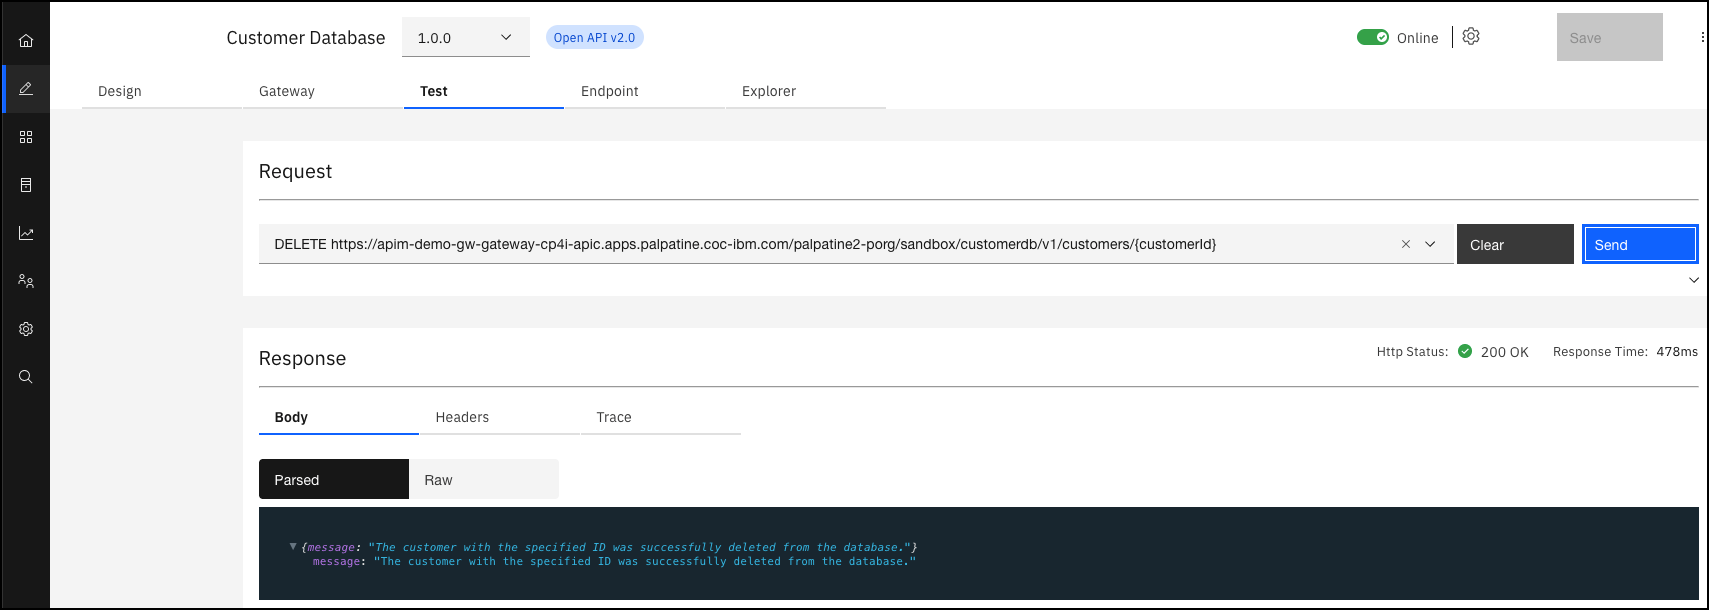 Customer Database 1.0.0 Open API v2.0 Online Save
Design Gateway Test Endpoint Explorer
Request
DELETE https://apim-demo-gw-gateway-cp4i-apic.apps.palpatine.coc-ibm.com/palpatine2-porg/sandbox/customerdb/v1/customers/{customerId} Clear Send
Response Http Status: 200 OK Response Time: 478ms
Body Headers Trace
Parsed Raw
{message: "The customer with the specified ID was successfully deleted from the database."}
message: "The customer with the specified ID was successfully deleted from the database."